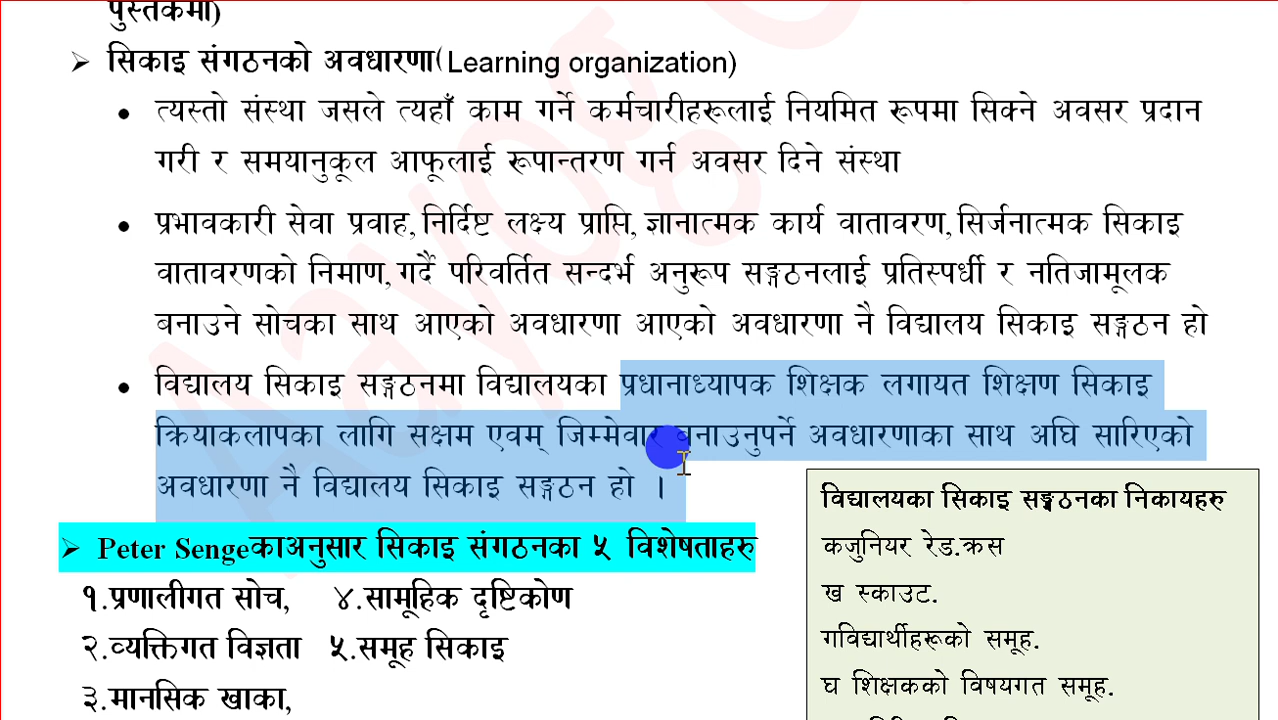 पुस्तकमा)
➢ सिकाइ संगठनको अवधारणा(Learning organization)
• त्यस्तो संस्था जसले त्यहाँ काम गर्ने कर्मचारीहरूलाई नियमित रूपमा सिक्ने अवसर प्रदान
गरी र समयानुकूल आफूलाई रूपान्तरण गर्न अवसर दिने संस्था
• प्रभावकारी सेवा प्रवाह, निर्दिष्ट लक्ष्य प्राप्ति, ज्ञानात्मक कार्य वातावरण, सिर्जनात्मक सिकाइ
वातावरणको निमाण, गर्दै परिवर्तित सन्दर्भ अनुरूप सङ्गठनलाई प्रतिस्पर्धी र नतिजामूलक
बनाउने सोचका साथ आएको अवधारणा आएको अवधारणा नै विद्यालय सिकाइ सङ्गठन हो
• विद्यालय सिकाइ सङ्गठनमा विद्यालयका प्रधानाध्यापक शिक्षक लगायत शिक्षण सिकाइ
क्रियाकलापका लागि सक्षम एवम् जिम्मेवार बनाउनुपर्ने अवधारणाका साथ अघि सारिएको
अवधारणा नै विद्यालय सिकाइ सङ्गठन हो ।
➢ Peter Sengeकाअनुसार सिकाइ संगठनका ५ विशेषताहरु
१.प्रणालीगत सोच, ४.सामूहिक दृष्टिकोण
२.व्यक्तिगत विज्ञता ५.समूह सिकाइ
३.मानसिक खाका,
विद्यालयका सिकाइ सङ्गठनका निकायहरु
कजुनियर रेड.क्रस
ख स्काउट.
गविद्यार्थीहरूको समूह.
घ शिक्षकको विषयगत समूह.